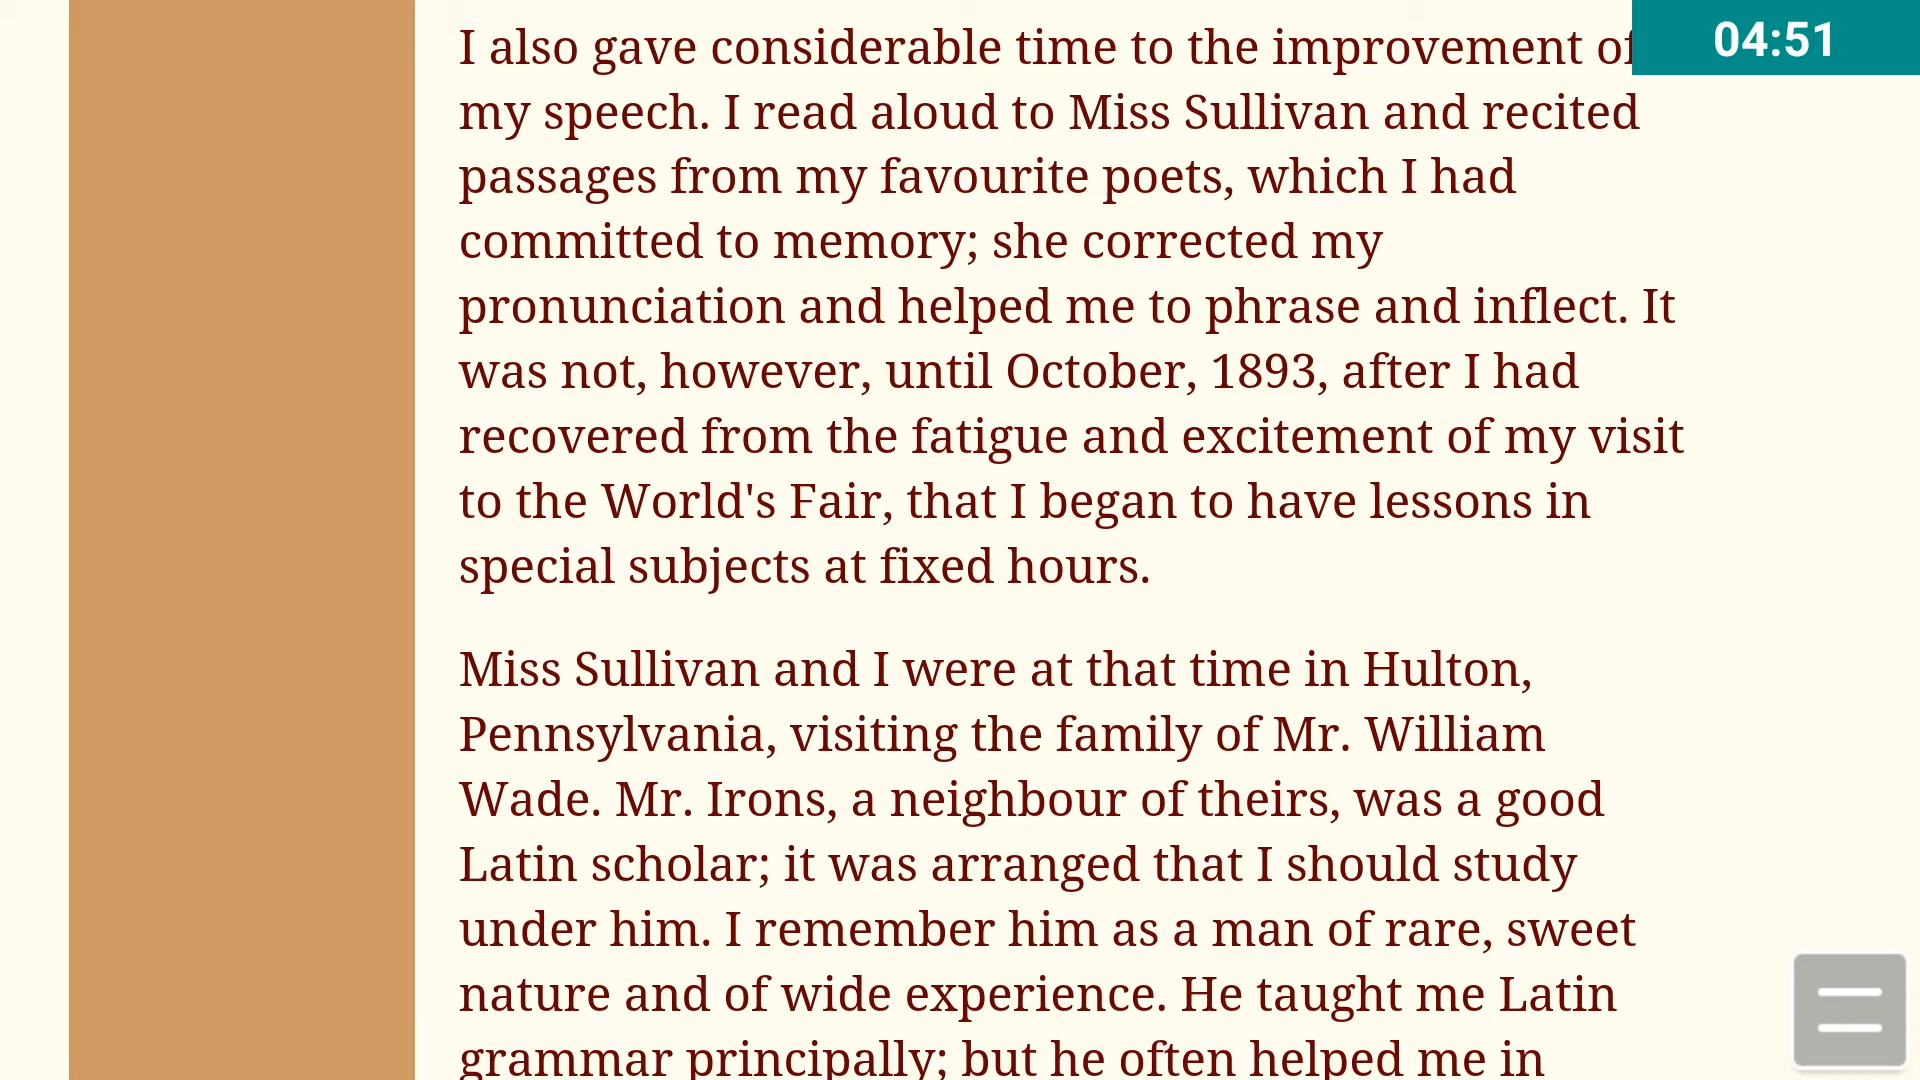 04:51
I also gave considerable time to the improvement of
my speech. I read aloud to Miss Sullivan and recited
passages from my favourite poets, which I had
committed to memory; she corrected my
pronunciation and helped me to phrase and inflect. It
was not, however, until October, 1893, after I had
recovered from the fatigue and excitement of my visit
to the World's Fair, that I began to have lessons in
special subjects at fixed hours.
Miss Sullivan and I were at that time in Hulton,
Pennsylvania, visiting the family of Mr. William
Wade. Mr. Irons, a neighbour of theirs, was a good
Latin scholar; it was arranged that I should study
under him. I remember him as a man of rare, sweet
nature and of wide experience. He taught me Latin
grammar principally; but he often helped me in